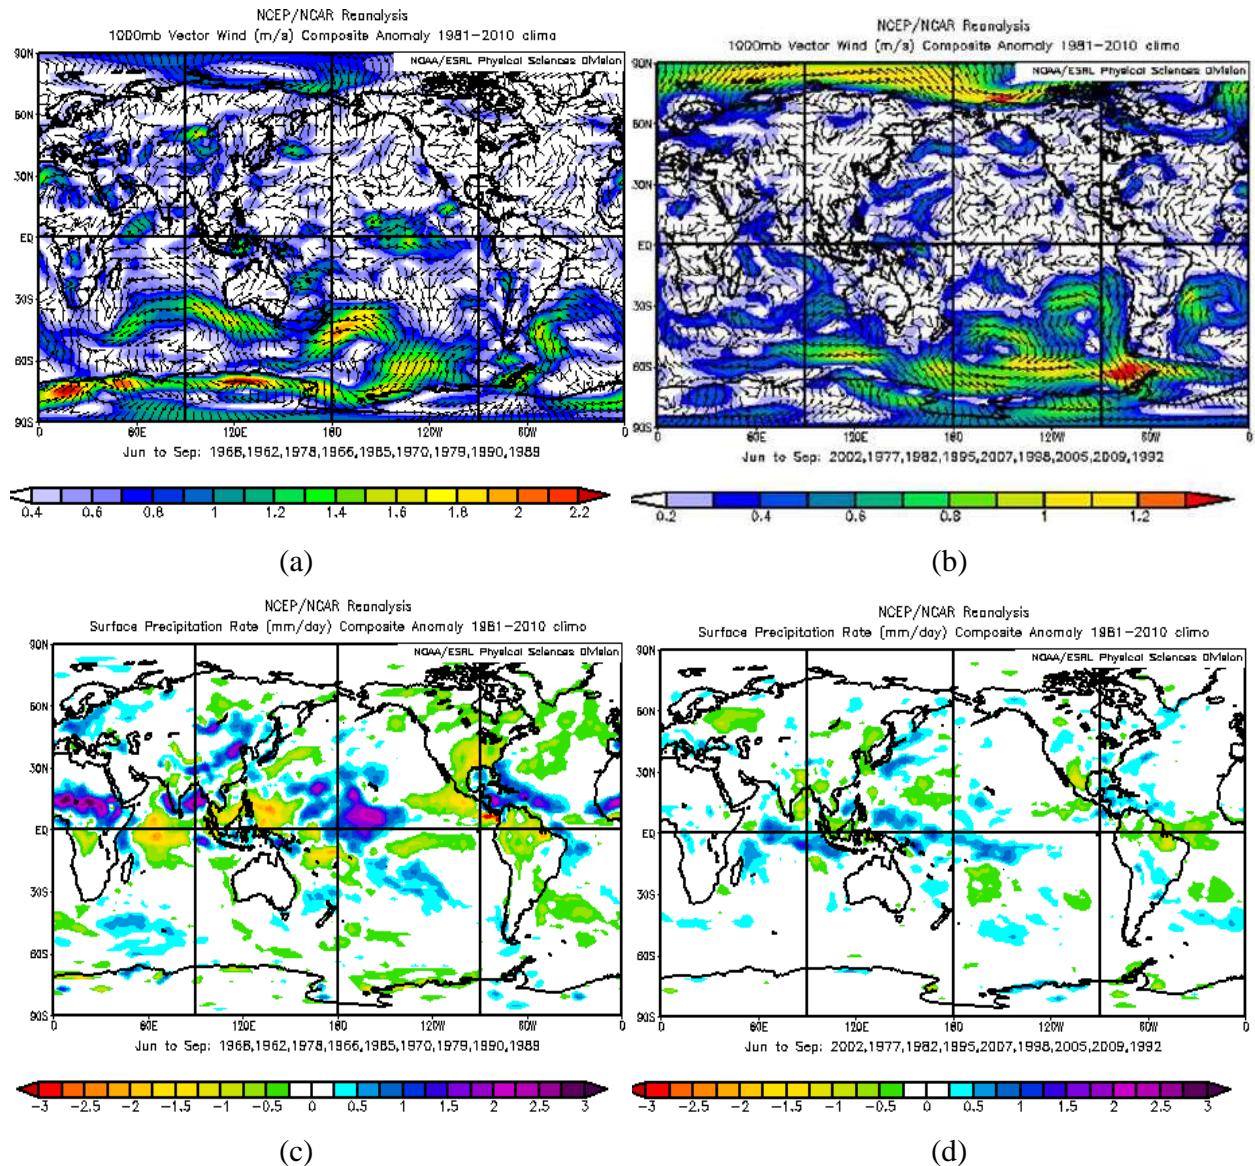 NCEP/NCAR Reanalysis
1000mb Vector Wind (m/s) Composite Anomaly 1981-2010 clima
NOAA/ESRL Physical Sciences Division
90N
60N
30N
EQ
30S
60S
90S
0 60E 120E 180 120W 60W 0
Jun to Sep: 1968,1962,1978,1966,1985,1970,1979,1990,1989
0.4 0.6 0.8 1 1.2 1.4 1.6 1.8 2 2.2
(a)
NCEP/NCAR Reanalysis
1000mb Vector Wind (m/s) Composite Anomaly 1981-2010 climo
NOAA/ESRL Physical Sciences Division
90N
60N
30N
EQ
30S
60S
90S
0 60E 120E 180 120W 60W 0
Jun to Sep: 2002,1977,1982,1995,2007,1998,2005,2009,1992
0.2 0.4 0.6 0.8 1 1.2
(b)
NCEP/NCAR Reanalysis
Surface Precipitation Rate (mm/day) Composite Anomaly 1981-2010 climo
NOAA/ESRL Physical Sciences Division
90N
60N
30N
EQ
30S
60S
90S
0 60E 120E 180 120W 60W 0
Jun to Sep: 1968,1962,1978,1966,1985,1970,1979,1990,1989
-3 -2.5 -2 -1.5 -1 -0.5 0 0.5 1 1.5 2 2.5 3
(c)
NCEP/NCAR Reanalysis
Surface Precipitation Rate (mm/day) Composite Anomaly 1981-2010 climo
NOAA/ESRL Physical Sciences Division
90N
60N
30N
EQ
30S
60S
90S
0 60E 120E 180 120W 60W 0
Jun to Sep: 2002,1977,1982,1995,2007,1998,2005,2009,1992
-3 -2.5 -2 -1.5 -1 -0.5 0 0.5 1 1.5 2 2.5 3
(d)